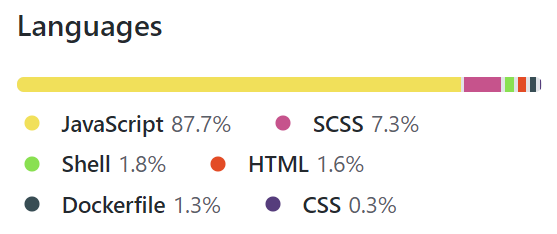 Languages
JavaScript 87.7% SCSS 7.3%
Shell 1.8% HTML 1.6%
Dockerfile 1.3% CSS 0.3%